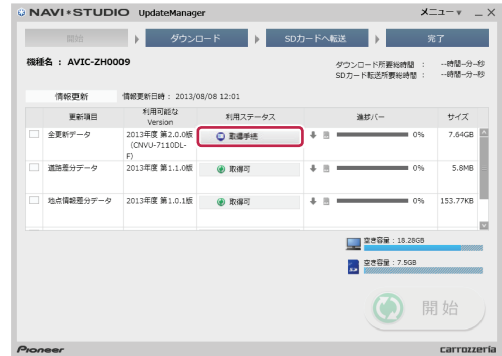 NAVI*STUDIO UpdateManager メニュー
開始 ダウンロード SDカードへ転送 完了
機種名 : AVIC-ZH0009
ダウンロード所要総時間 : --時間--分--秒
SDカード転送所要総時間 : --時間--分--秒
情報更新 情報更新日時 : 2013/08/08 12:01
更新項目 利用可能な Version 利用ステータス 進捗バー サイズ
全更新データ 2013年度 第2.0.0版 (CNVU-7110DL-F) 取得手続 0% 7.64GB
道路差分データ 2013年度 第1.1.0版 取得可 0% 5.8MB
地点情報差分データ 2013年度 第1.0.1版 取得可 0% 153.77KB
空き容量 : 18.28GB
空き容量 : 7.5GB
開始
Pioneer carrozzeria